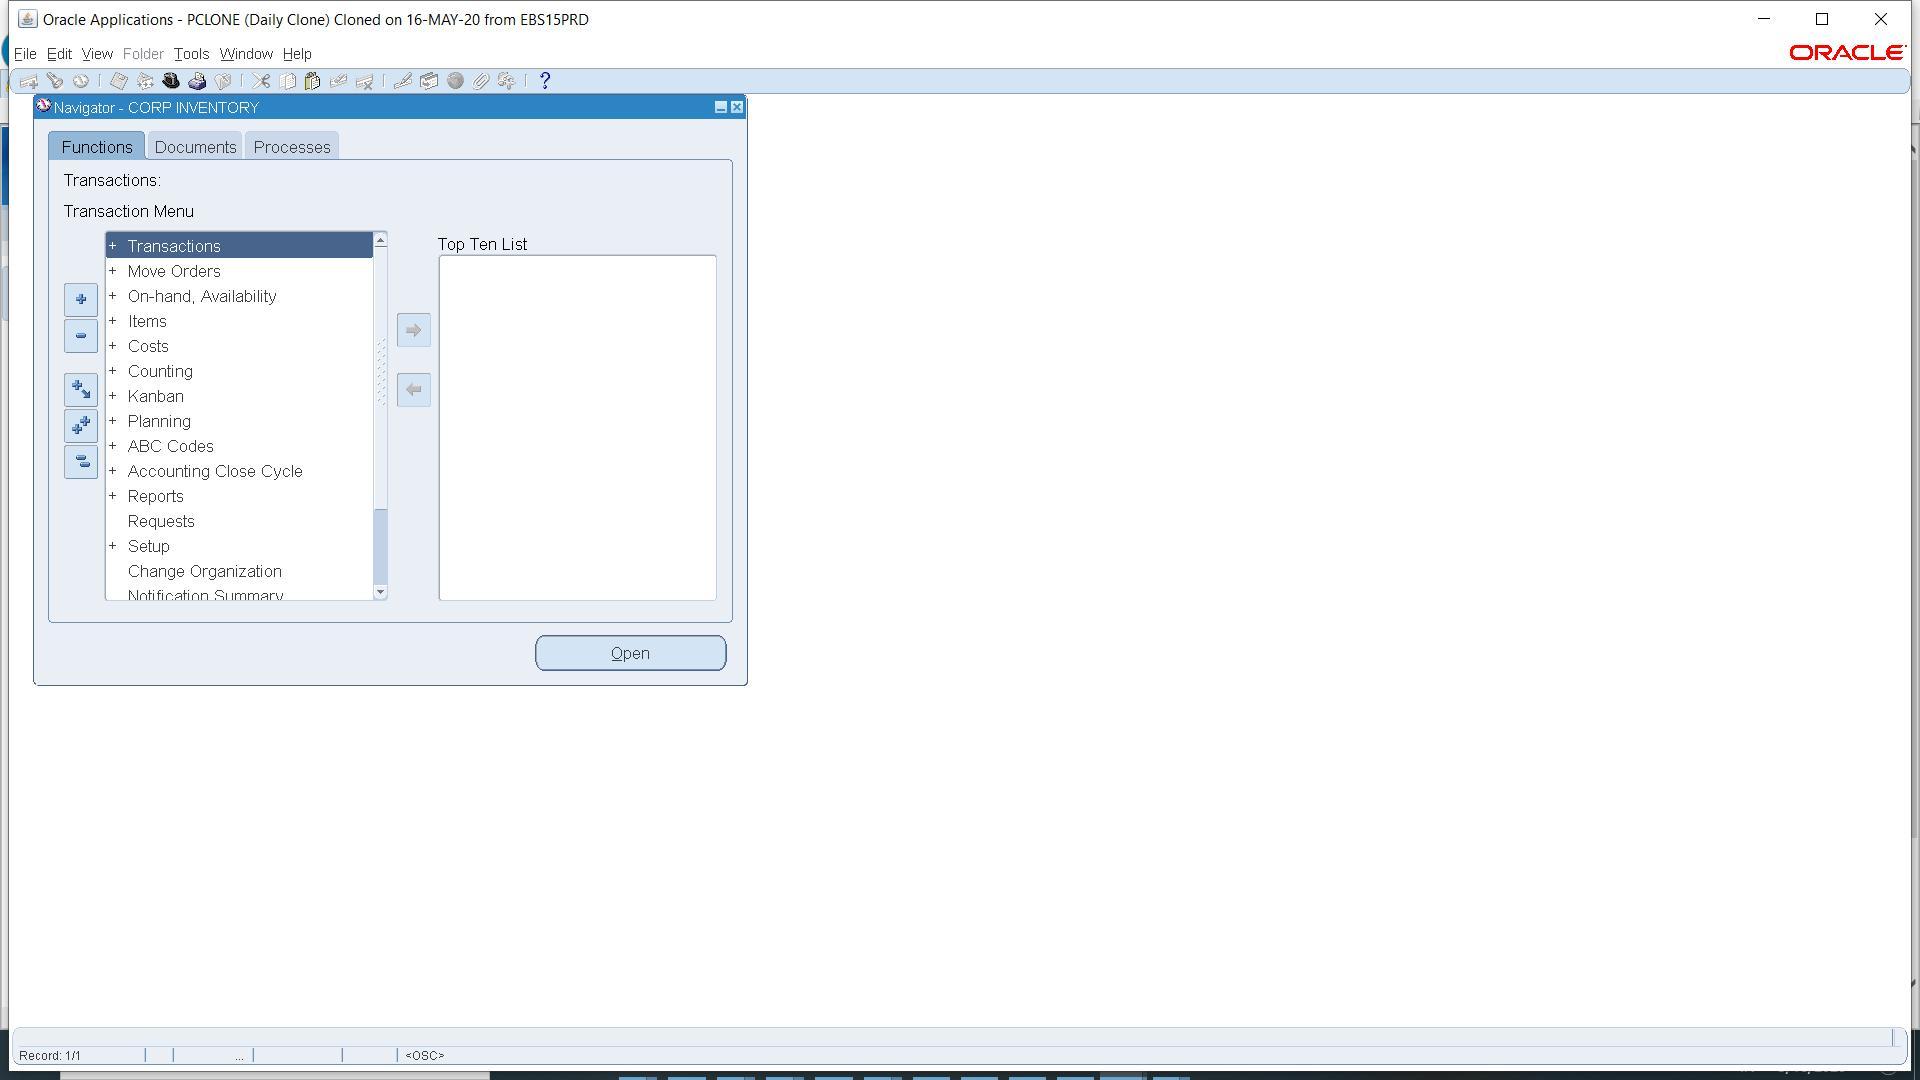 Oracle Applications - PCLONE (Daily Clone) Cloned on 16-MAY-20 from EBS15PRD
File Edit View Folder Tools Window Help
ORACLE
?
Navigator - CORP INVENTORY
Functions Documents Processes
Transactions:
Transaction Menu
Top Ten List
+ Transactions
+ Move Orders
+ On-hand, Availability
+ Items
+ Costs
+ Counting
+ Kanban
+ Planning
+ ABC Codes
+ Accounting Close Cycle
+ Reports
Requests
+ Setup
Change Organization
Notification Summary
Open
Record: 1/1 ... <OSC>